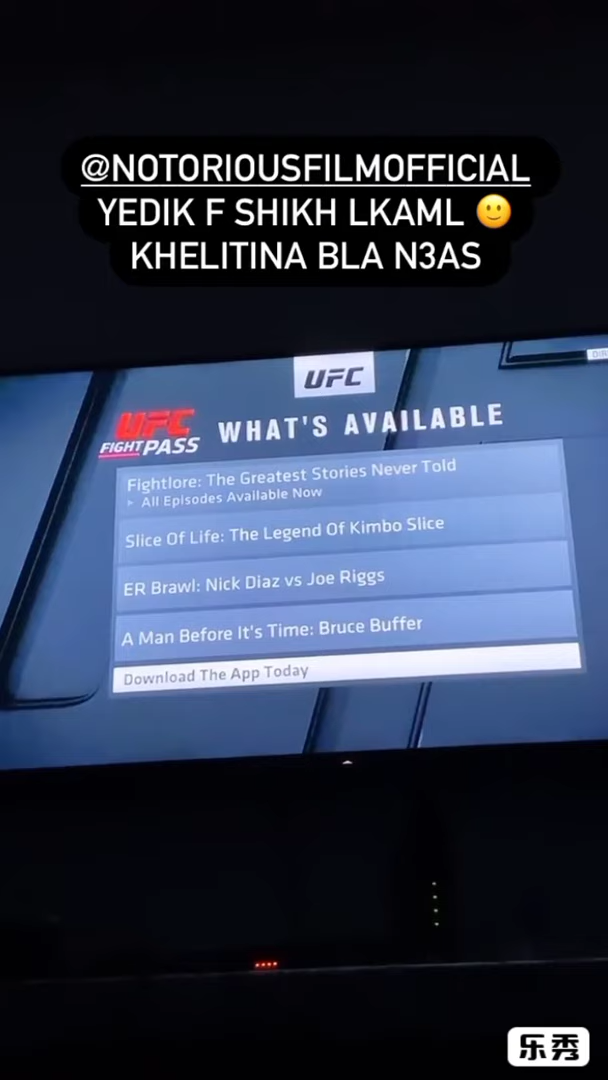 @NOTORIOUSFILMOFFICIAL
YEDIK F SHIKH LKAML 🙂
KHELITINA BLA N3AS
UFC
UFC
FIGHT PASS
WHAT'S AVAILABLE
Fightlore: The Greatest Stories Never Told
▸ All Episodes Available Now
Slice Of Life: The Legend Of Kimbo Slice
ER Brawl: Nick Diaz vs Joe Riggs
A Man Before It's Time: Bruce Buffer
Download The App Today
乐秀